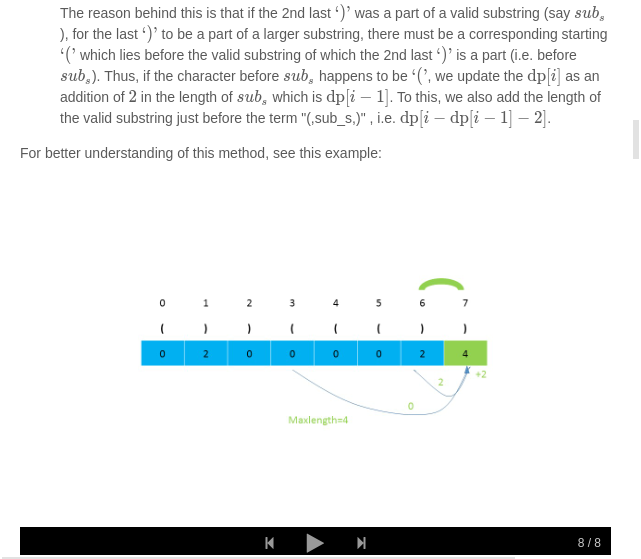 The reason behind this is that if the 2nd last ‘)’ was a part of a valid substring (say sub_s
), for the last ‘)’ to be a part of a larger substring, there must be a corresponding starting
‘(’ which lies before the valid substring of which the 2nd last ‘)’ is a part (i.e. before
sub_s). Thus, if the character before sub_s happens to be ‘(’, we update the dp[i] as an
addition of 2 in the length of sub_s which is dp[i − 1]. To this, we also add the length of
the valid substring just before the term "(,sub_s,)" , i.e. dp[i − dp[i − 1] − 2].
For better understanding of this method, see this example:
0 1 2 3 4 5 6 7
( ) ) ( ( ( ) )
0 2 0 0 0 0 2 4
+2
2
0
Maxlength=4
8 / 8